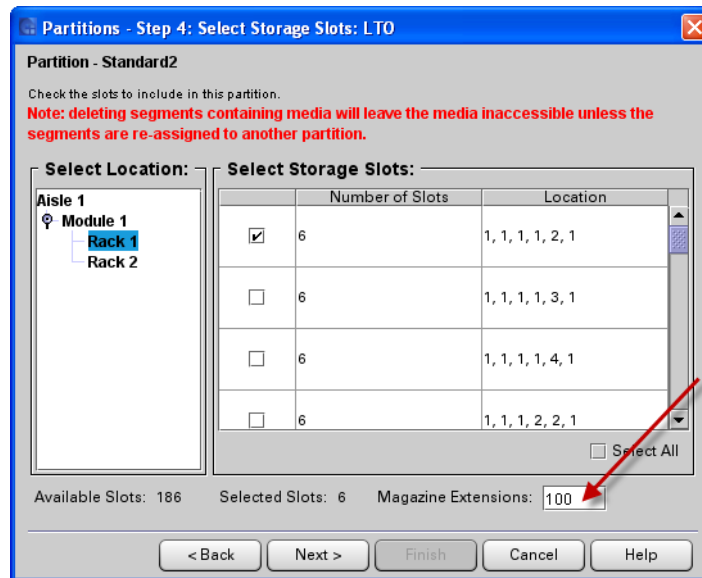 Partitions - Step 4: Select Storage Slots: LTO
Partition - Standard2
Check the slots to include in this partition.
Note: deleting segments containing media will leave the media inaccessible unless the
segments are re-assigned to another partition.
Select Location:
Select Storage Slots:
Aisle 1
Module 1
Rack 1
Rack 2
Number of Slots Location
6 1, 1, 1, 1, 2, 1
6 1, 1, 1, 1, 3, 1
6 1, 1, 1, 1, 4, 1
6 1, 1, 1, 2, 2, 1
Select All
Available Slots: 186 Selected Slots: 6 Magazine Extensions: 100
< Back Next > Finish Cancel Help